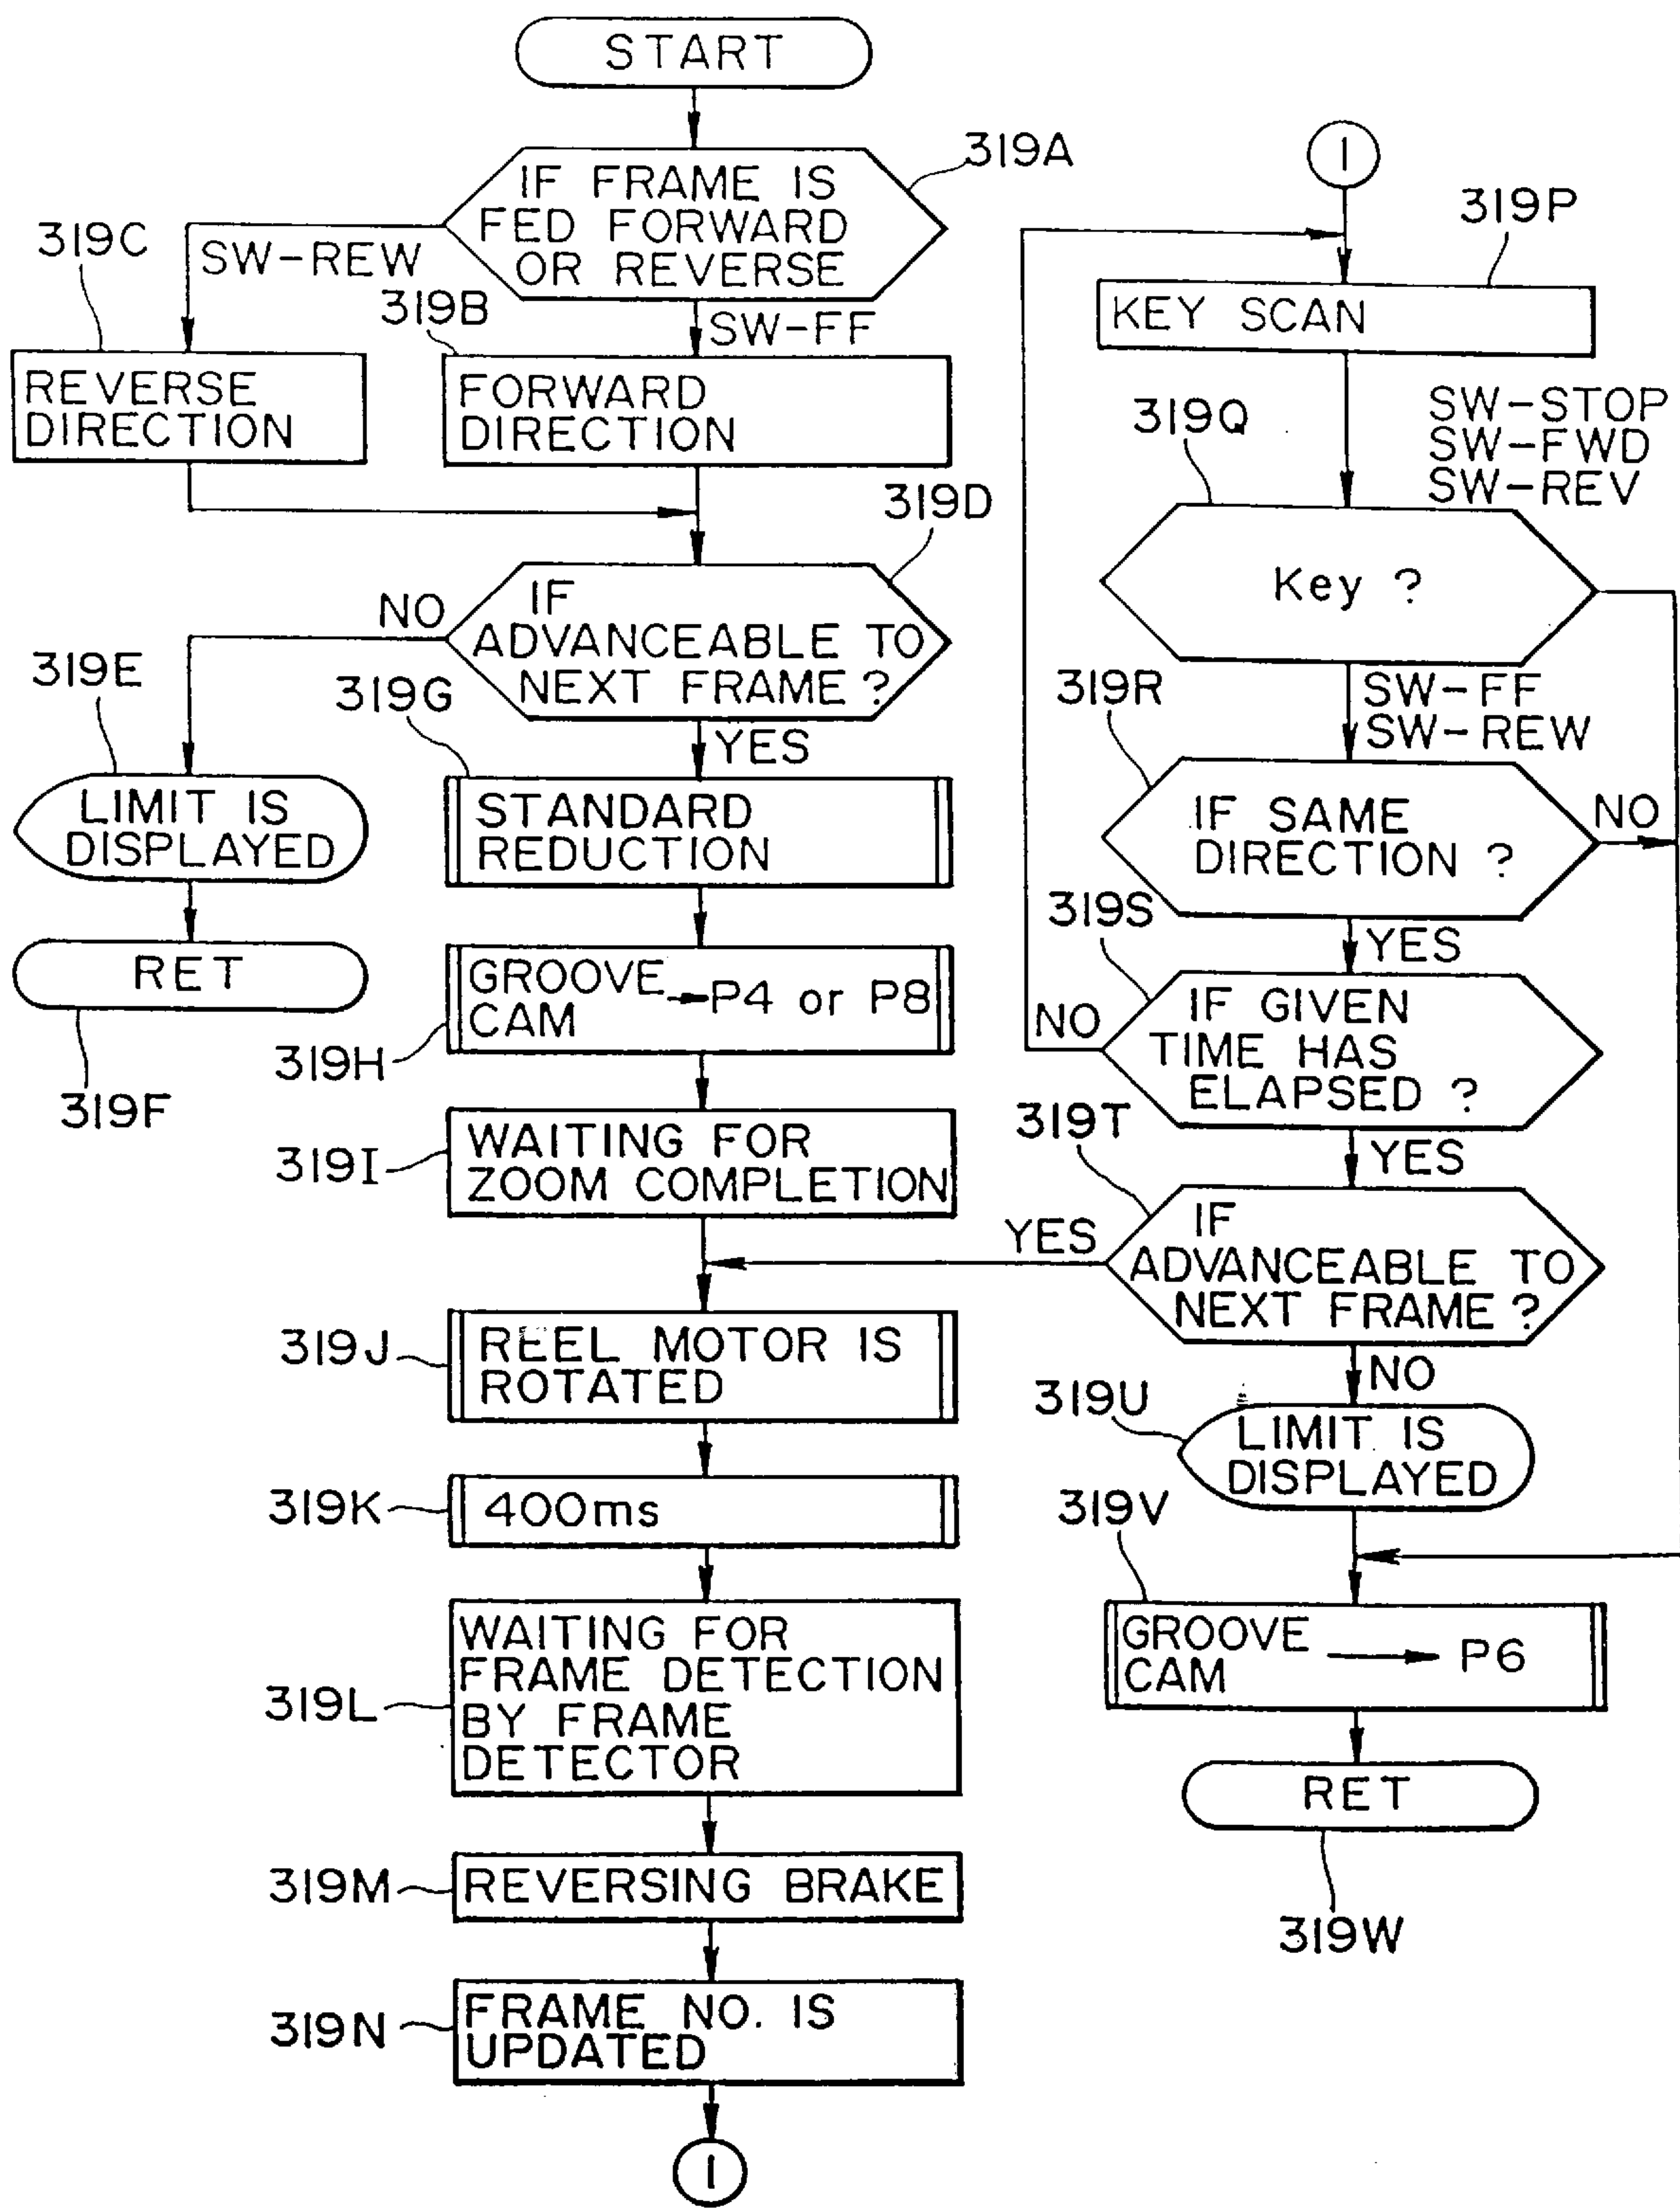 START
319A
IF FRAME IS
FED FORWARD
OR REVERSE
319C
SW-REW
319B
SW-FF
REVERSE
DIRECTION
FORWARD
DIRECTION
319D
NO
IF
ADVANCEABLE TO
NEXT FRAME?
319E
319G
YES
LIMIT IS
DISPLAYED
STANDARD
REDUCTION
RET
319F
GROOVE
CAM
P4 or P8
319H
WAITING FOR
ZOOM COMPLETION
319I
REEL MOTOR IS
ROTATED
319J
400ms
319K
WAITING FOR
FRAME DETECTION
BY FRAME
DETECTOR
319L
REVERSING BRAKE
319M
FRAME NO. IS
UPDATED
319N
1
1
319P
KEY SCAN
319Q
SW-STOP
SW-FWD
SW-REV
Key ?
319R
SW-FF
SW-REW
IF SAME
DIRECTION ?
NO
319S
YES
IF GIVEN
TIME HAS
ELAPSED ?
NO
319T
YES
IF
ADVANCEABLE TO
NEXT FRAME?
YES
NO
319U
LIMIT IS
DISPLAYED
319V
GROOVE
CAM
P6
RET
319W